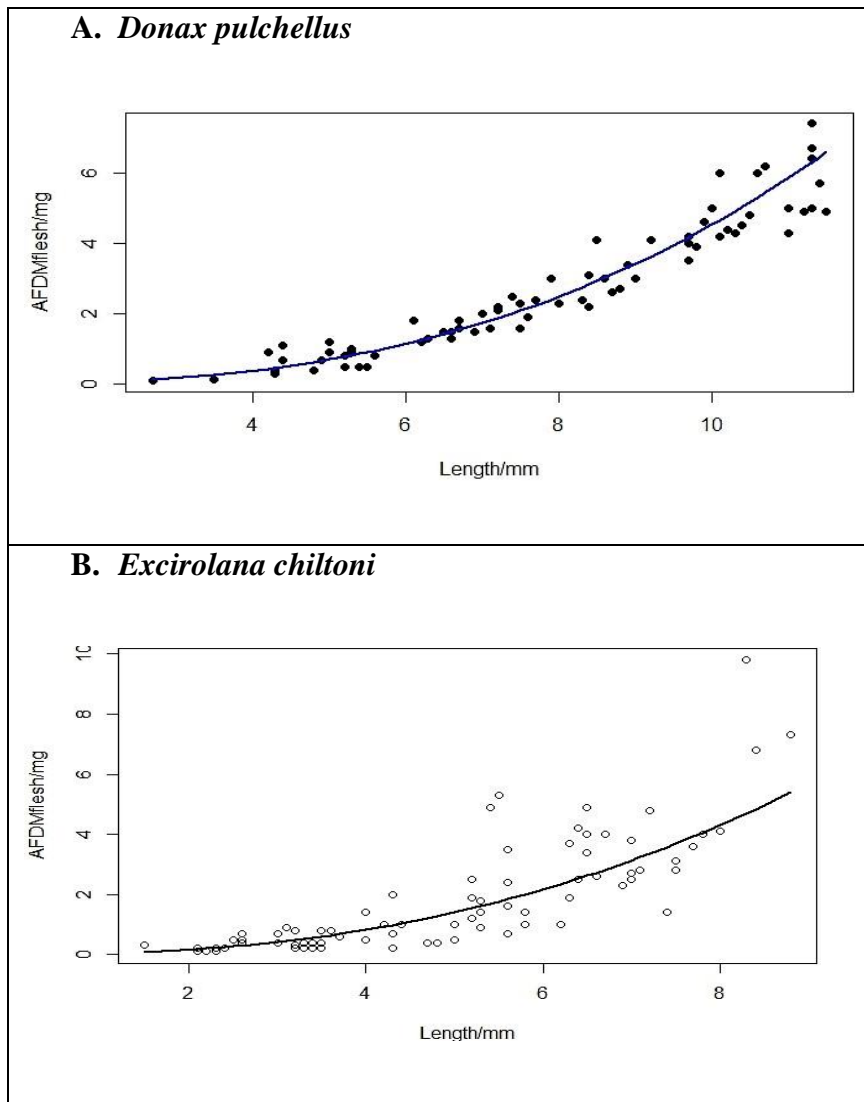 A. Donax pulchellus
6
4
2
0
AFDMflesh/mg
4 6 8 10
Length/mm
B. Excirolana chiltoni
10
8
6
4
2
0
AFDMflesh/mg
2 4 6 8
Length/mm